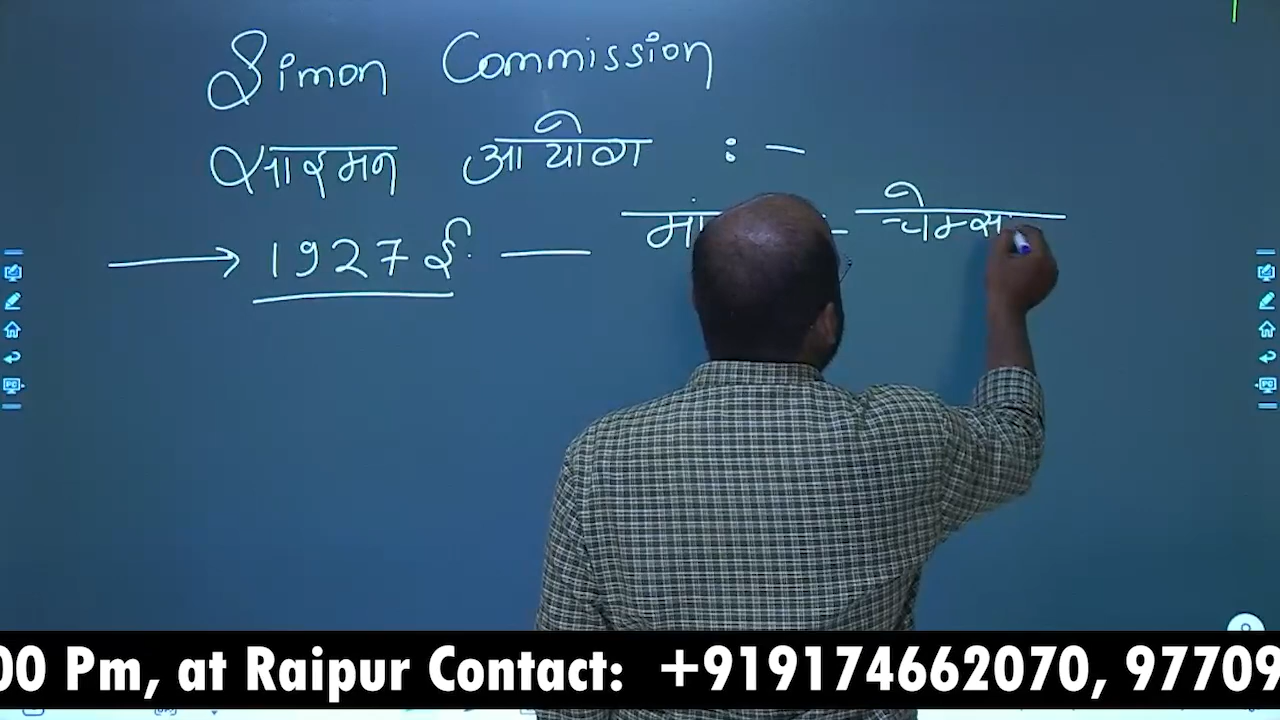 Simon Commission
साइमन आयोग :-
→ 1927 ई. — चेम्स
00 Pm, at Raipur Contact: +919174662070, 97709